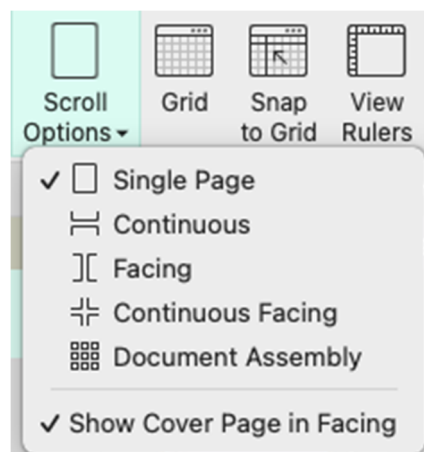 Scroll Options
Grid
Snap to Grid
View Rulers
Single Page
Continuous
Facing
Continuous Facing
Document Assembly
Show Cover Page in Facing